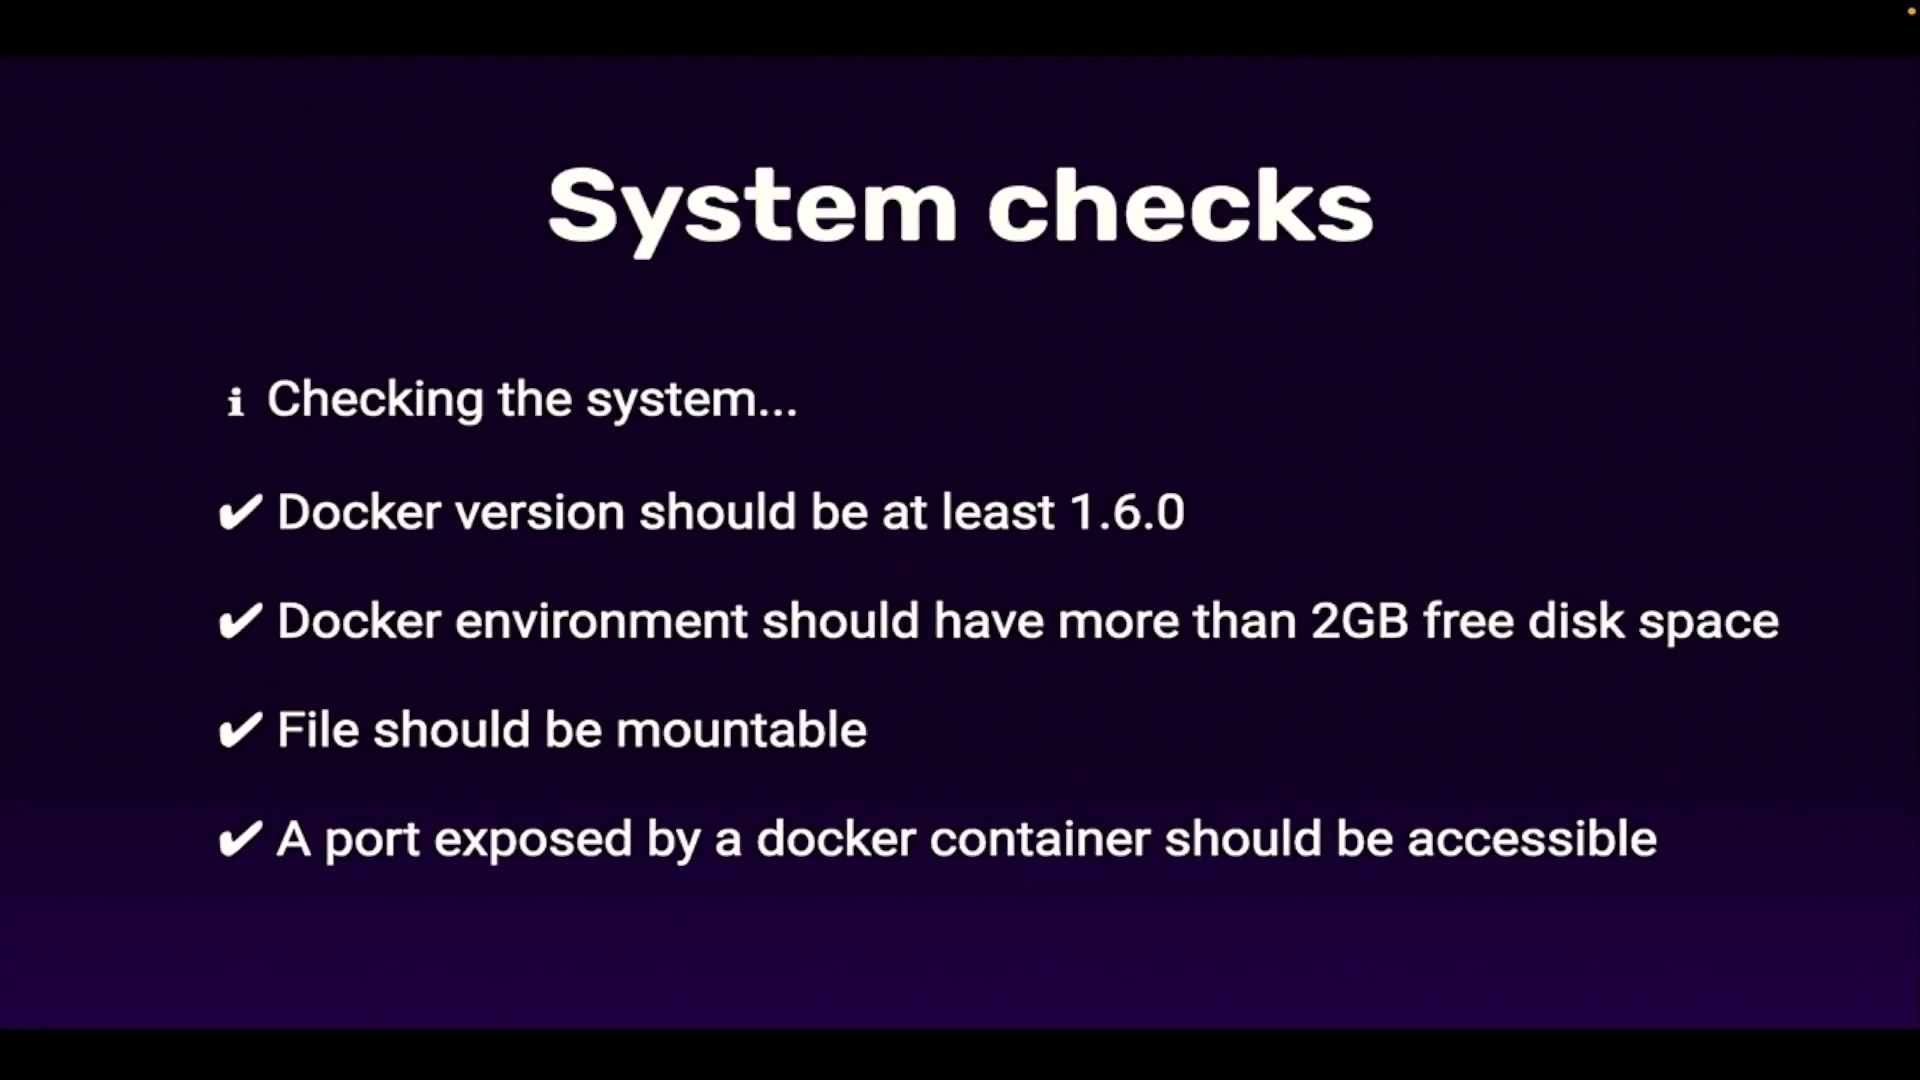 System checks
ℹ Checking the system...
✔ Docker version should be at least 1.6.0
✔ Docker environment should have more than 2GB free disk space
✔ File should be mountable
✔ A port exposed by a docker container should be accessible